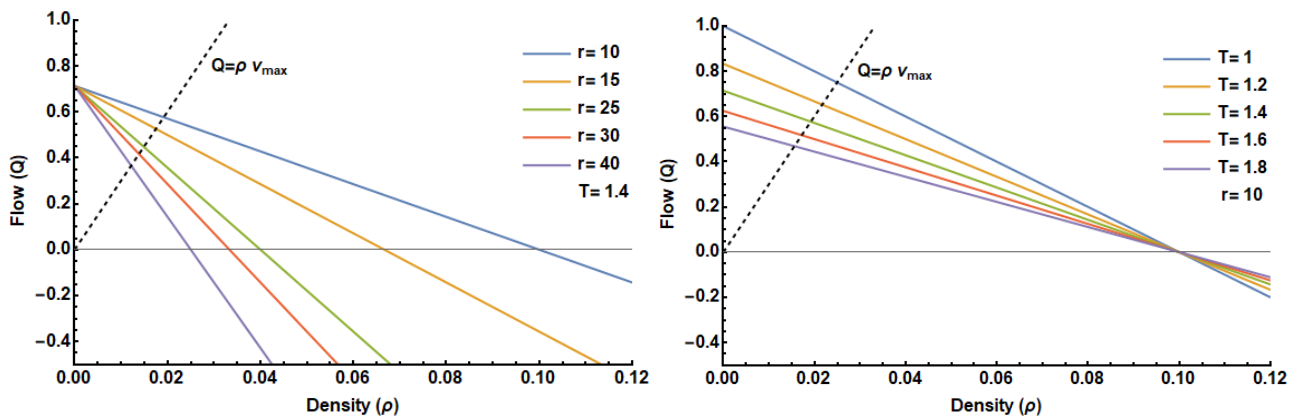 1.0
0.8
0.6
0.4
0.2
0.0
−0.2
−0.4
Flow (Q)
0.00 0.02 0.04 0.06 0.08 0.10 0.12
Density (ρ)
Q=ρ vmax
r= 10
r= 15
r= 25
r= 30
r= 40
T= 1.4
1.0
0.8
0.6
0.4
0.2
0.0
−0.2
−0.4
Flow (Q)
0.00 0.02 0.04 0.06 0.08 0.10 0.12
Density (ρ)
Q=ρ vmax
T= 1
T= 1.2
T= 1.4
T= 1.6
T= 1.8
r= 10